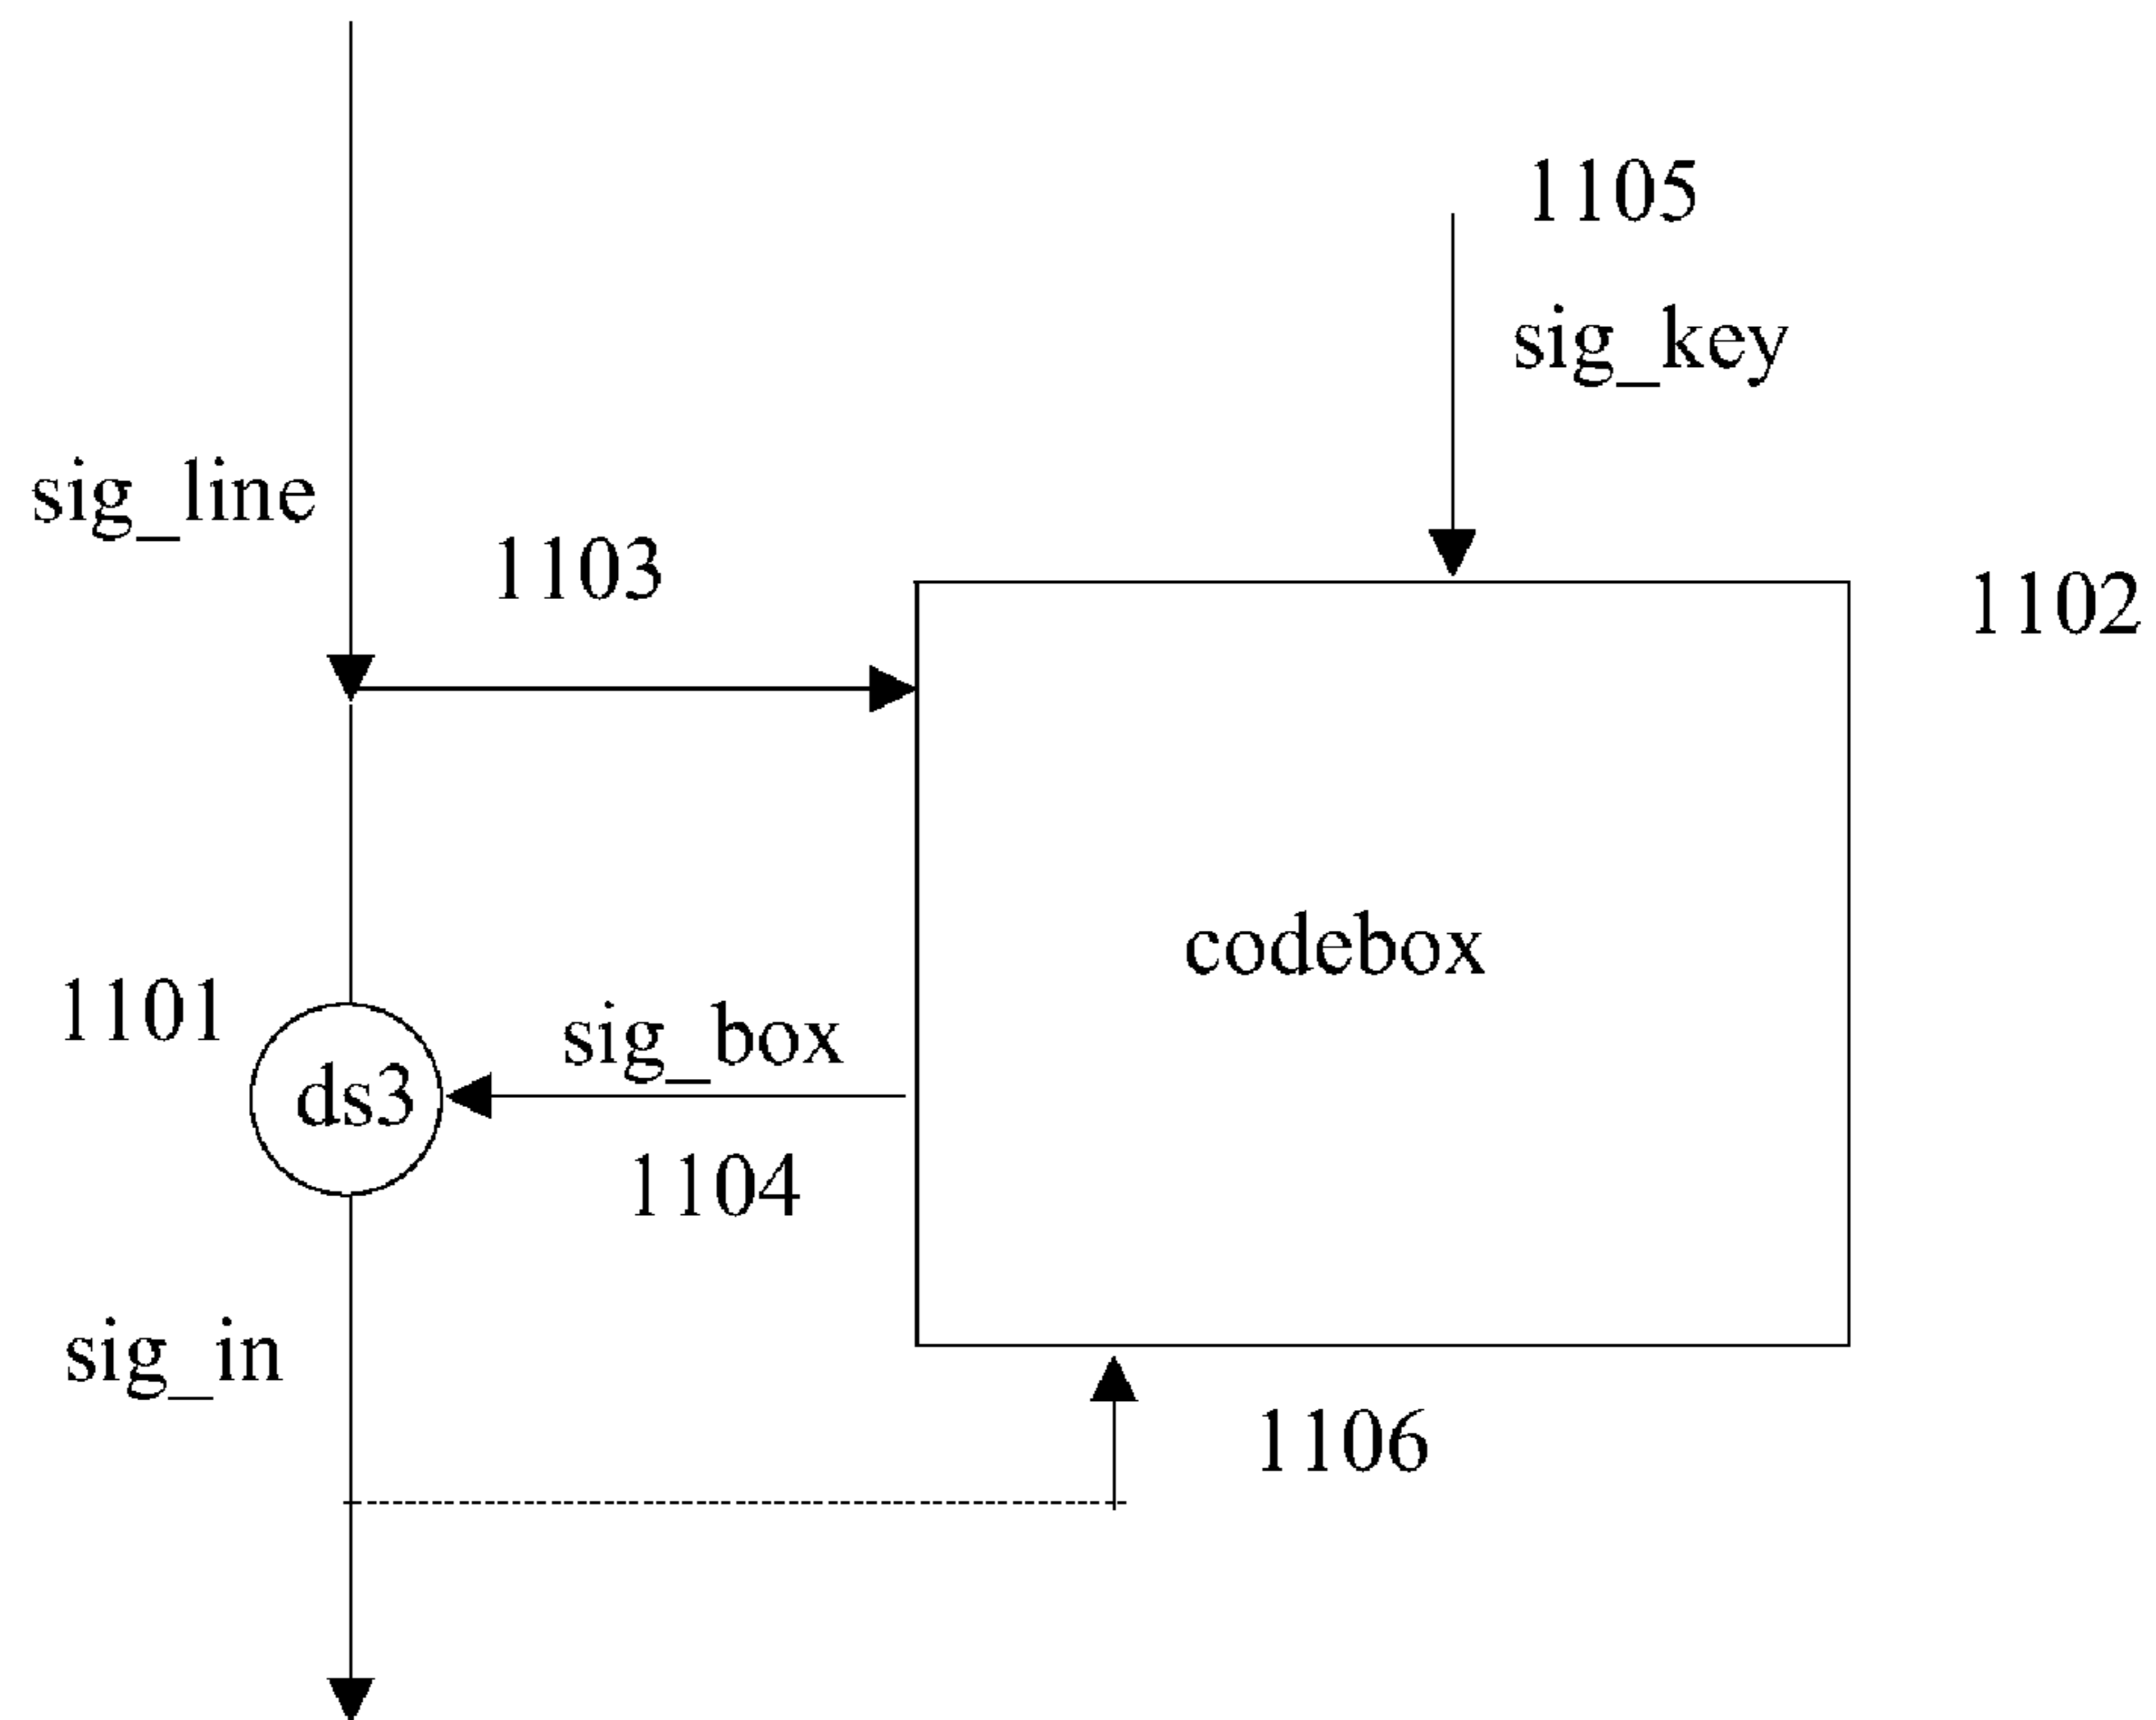 1105
sig_key
sig_line
1103
1102
codebox
1101
sig_box
ds3
1104
sig_in
1106